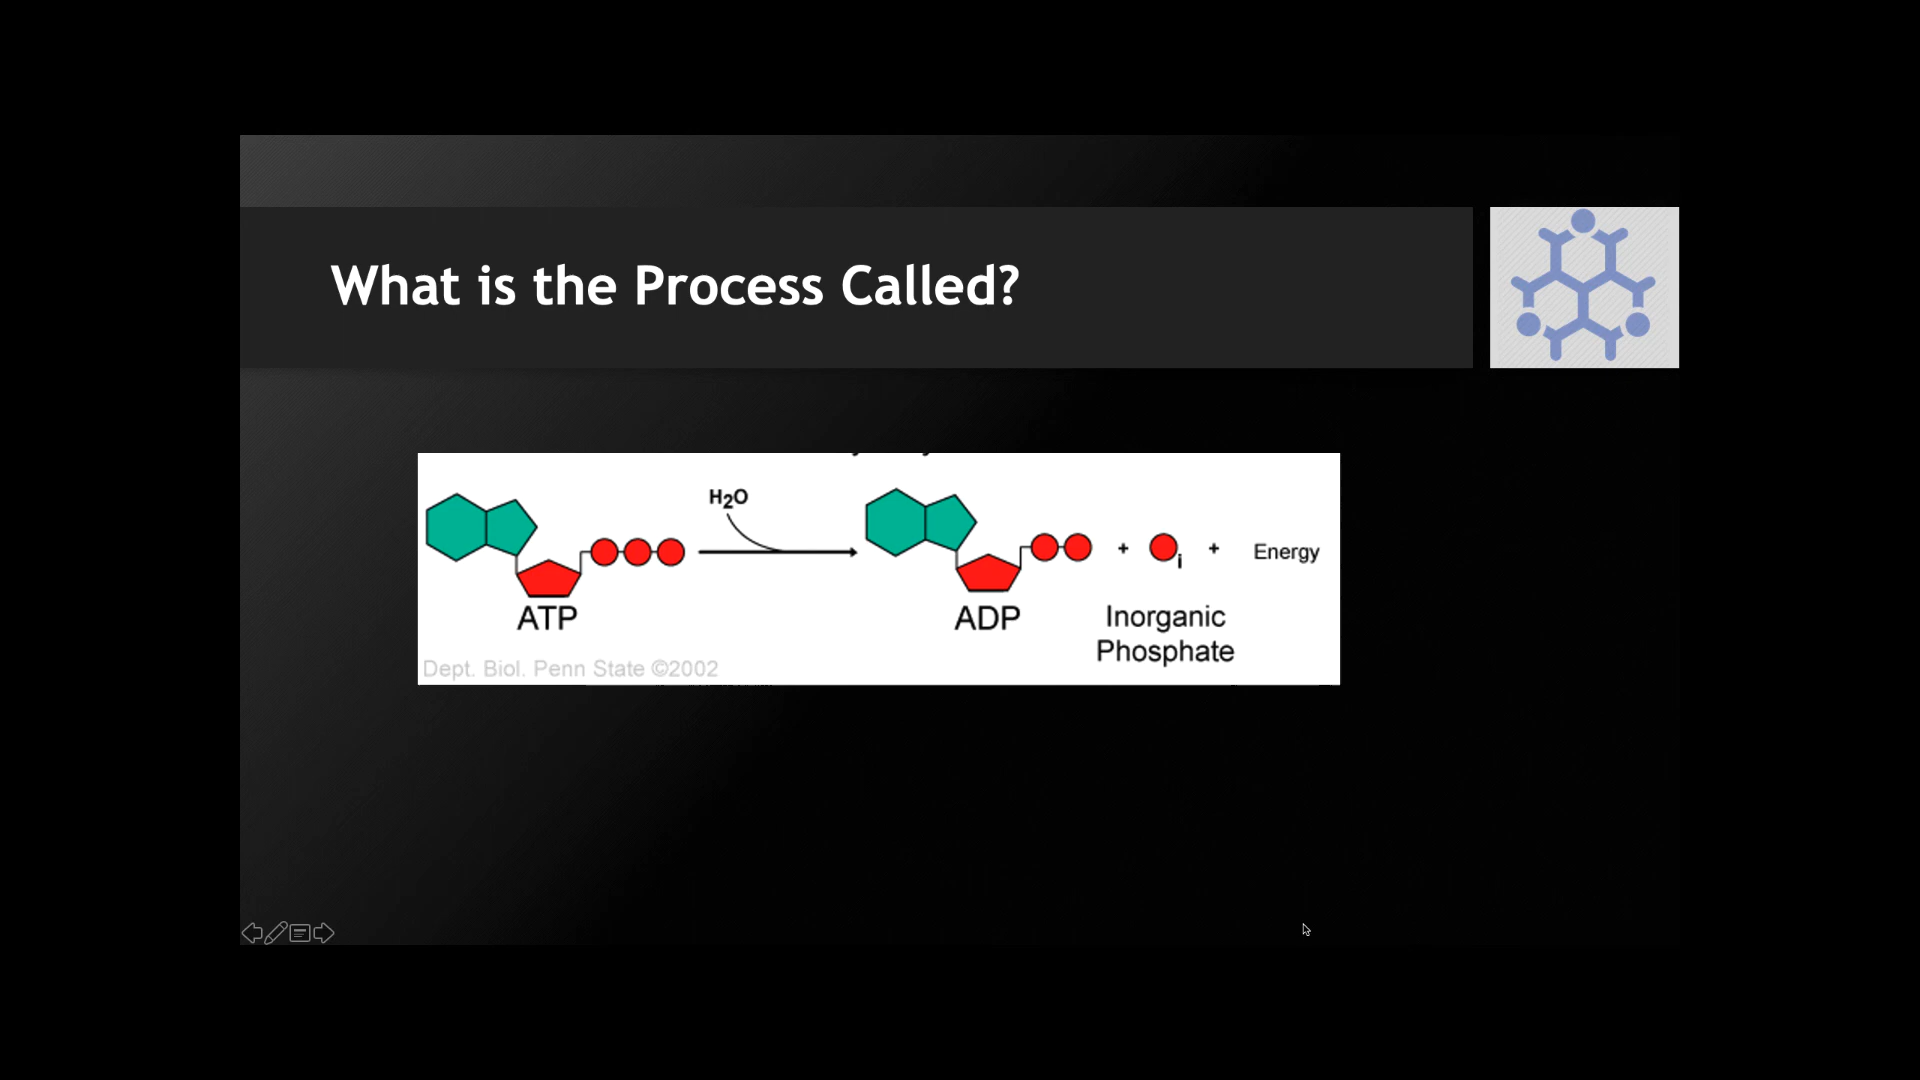 What is the Process Called?
H₂O
+ i + Energy
ATP
ADP
Inorganic
Phosphate
Dept. Biol. Penn State ©2002